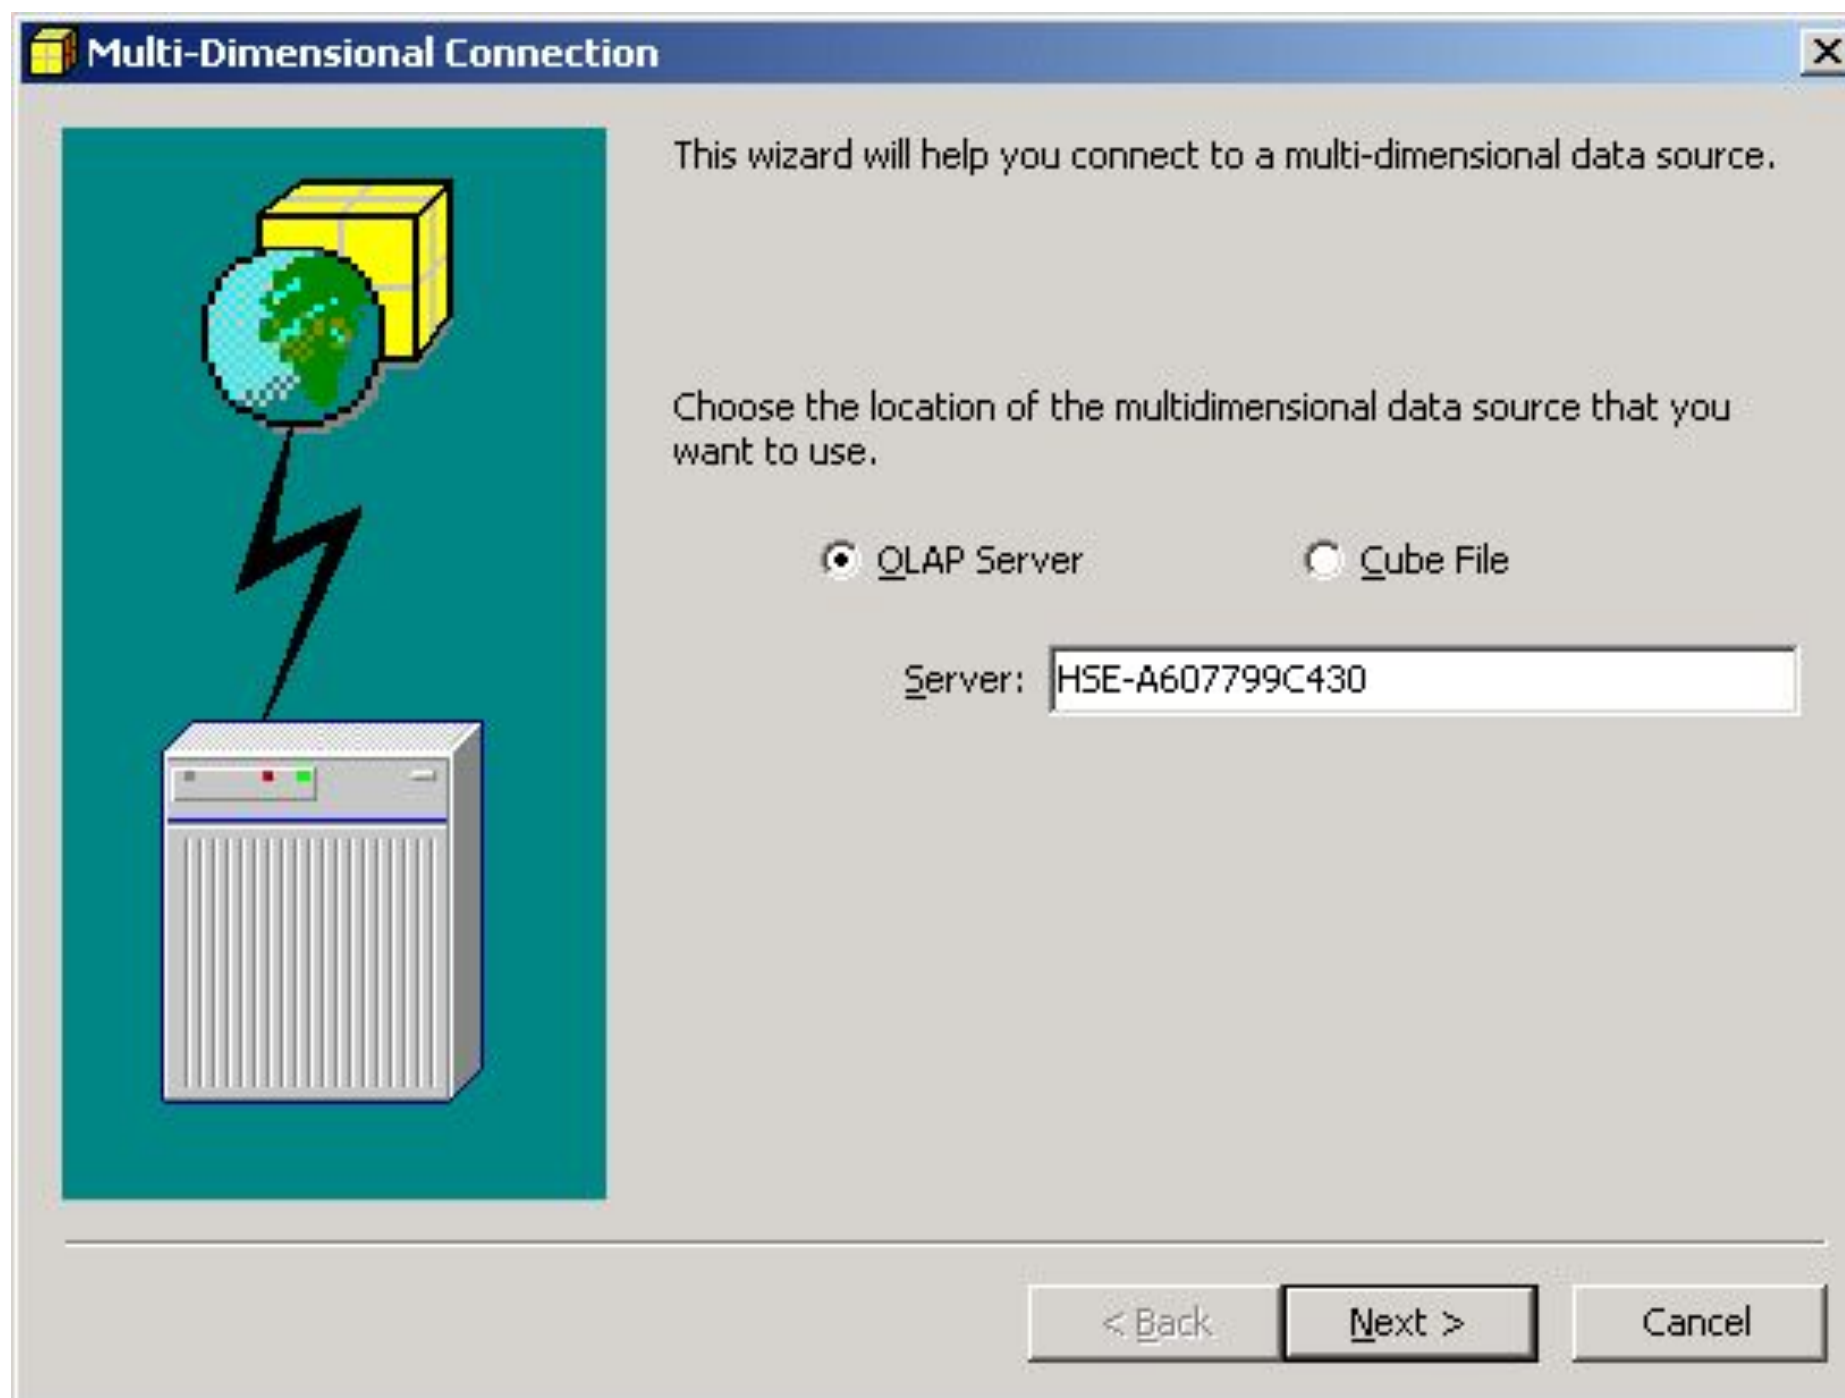 Multi-Dimensional Connection
This wizard will help you connect to a multi-dimensional data source.
Choose the location of the multidimensional data source that you
want to use.
OLAP Server Cube File
Server: HSE-A607799C430
< Back Next > Cancel